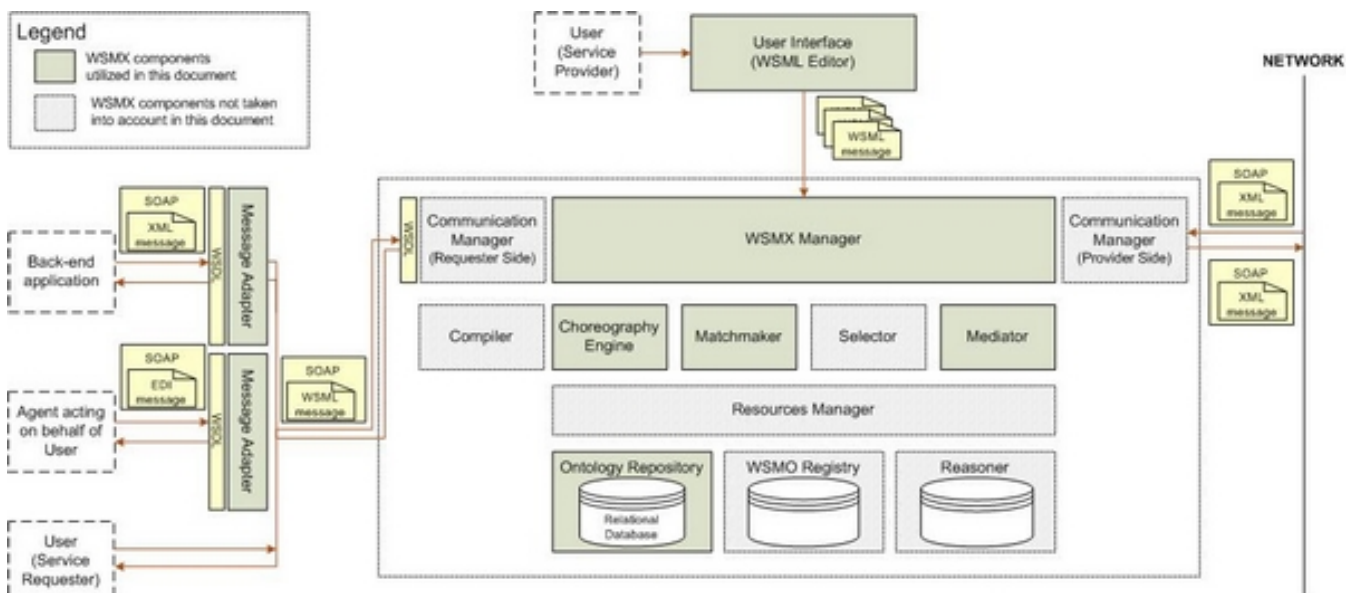 Legend
WSMX components
utilized in this document
WSMX components not taken
into account in this document
User
(Service
Provider)
User Interface
(WSML Editor)
WSML
message
NETWORK
SOAP
XML
message
WSDL
Message Adapter
Back-end
application
SOAP
EDI
message
WSDL
Message Adapter
Agent acting
on behalf of
User
User
(Service
Requester)
SOAP
WSML
message
WSDL
Communication
Manager
(Requester Side)
WSMX Manager
Communication
Manager
(Provider Side)
SOAP
XML
message
SOAP
XML
message
Compiler
Choreography
Engine
Matchmaker
Selector
Mediator
Resources Manager
Ontology Repository
Relational
Database
WSMO Registry
Reasoner